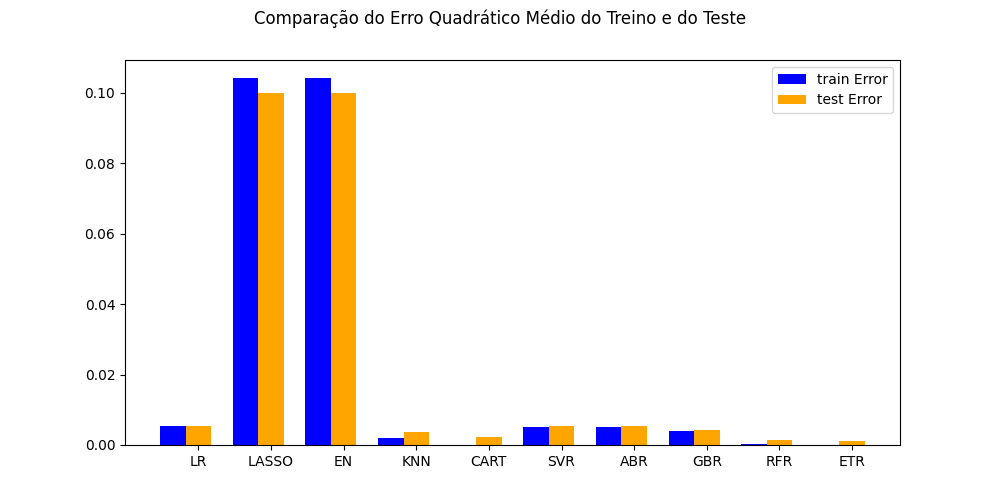 Comparação do Erro Quadrático Médio do Treino e do Teste
train Error
test Error
0.10
0.08
0.06
0.04
0.02
0.00
LR LASSO EN KNN CART SVR ABR GBR RFR ETR